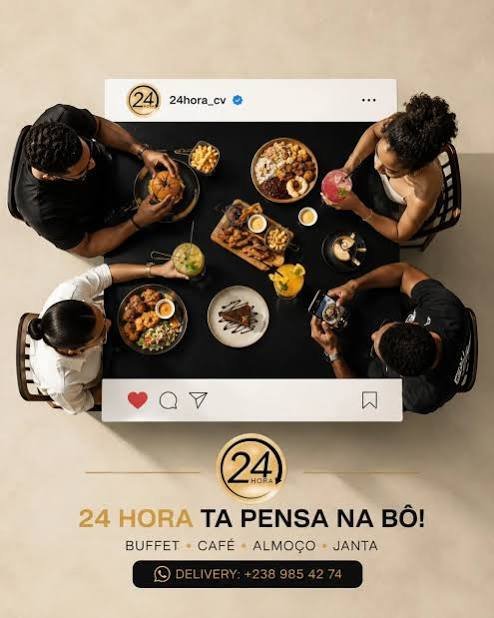 24 HORA
24hora_cv
24 HORA
24 HORA TA PENSA NA BÔ!
BUFFET • CAFÉ • ALMOÇO • JANTA
DELIVERY: +238 985 42 74